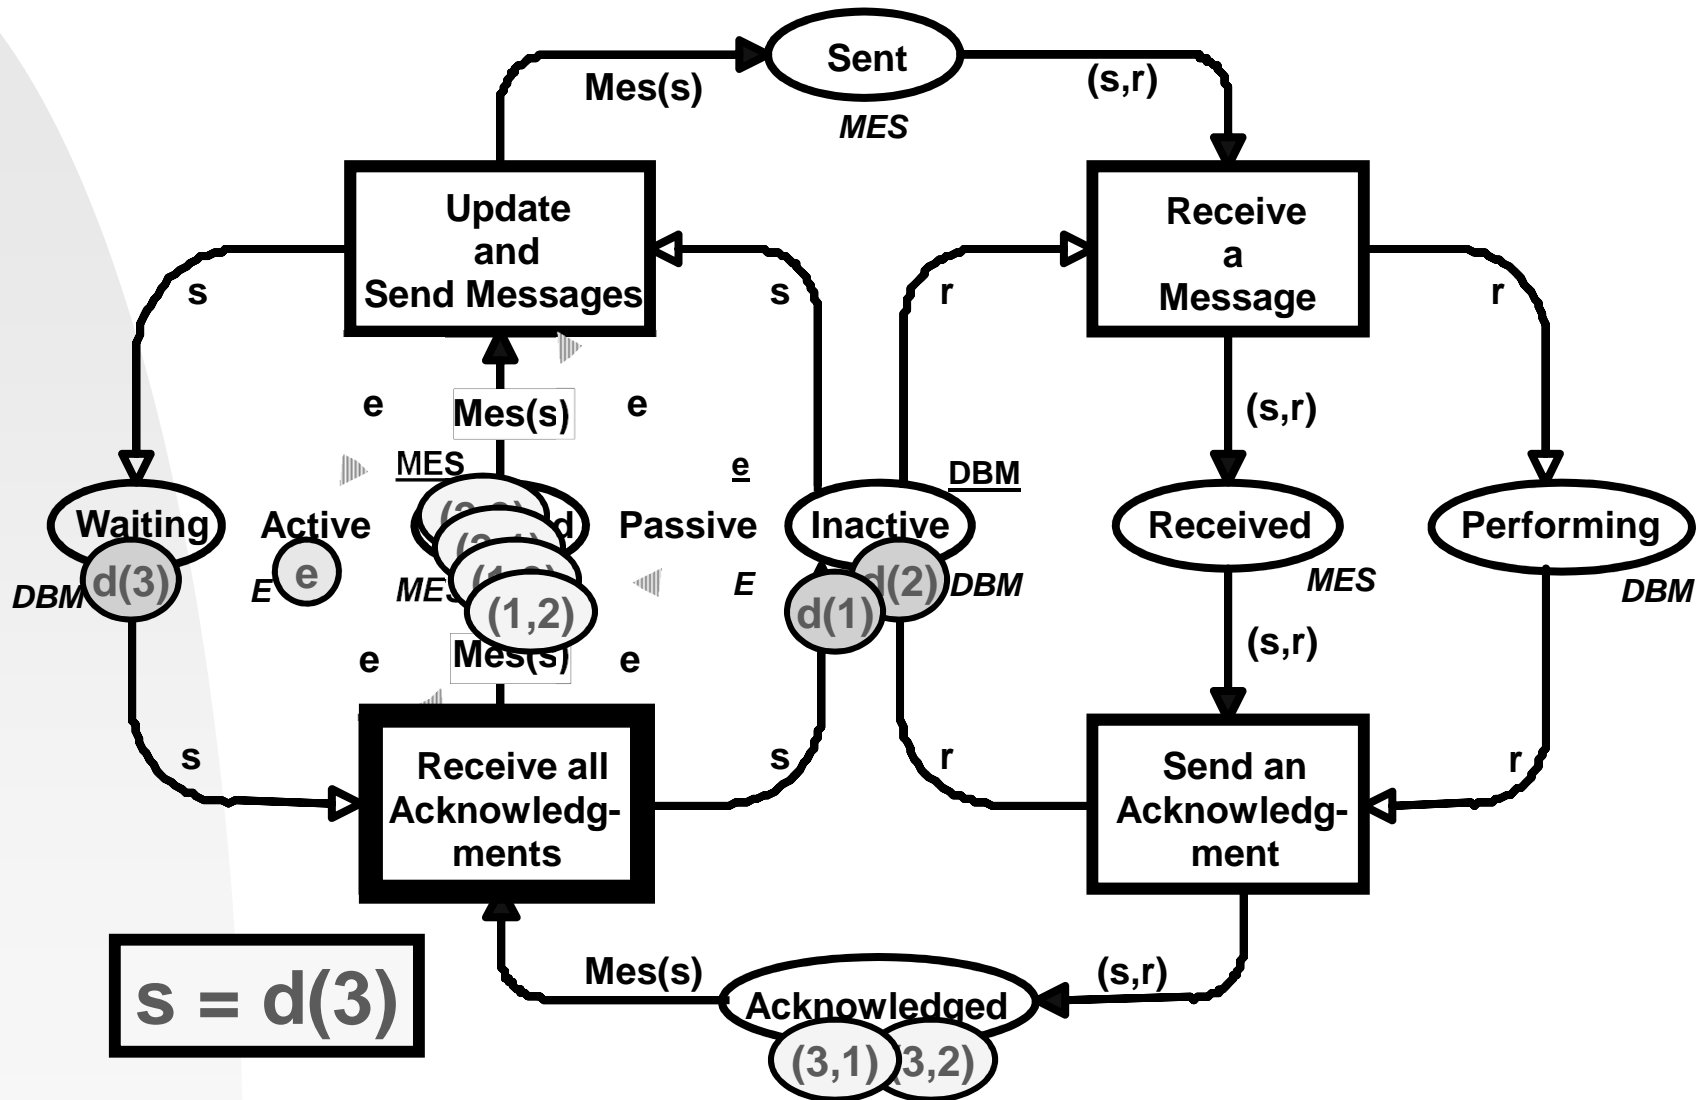 Sent
Mes(s)
(s,r)
MES
Update
and
Send Messages
Receive
a
Message
s
s
r
r
e
Mes(s)
e
(s,r)
MES
e
DBM
Waiting
Active
Passive
Inactive
Received
Performing
DBM
d(3)
E
e
MES
(1,2)
E
d(1)
d(2)
DBM
MES
DBM
e
Mes(s)
e
(s,r)
s
Receive all
Acknowledg-
ments
s
r
Send an
Acknowledg-
ment
r
s = d(3)
Mes(s)
Acknowledged
(s,r)
(3,1)
(3,2)